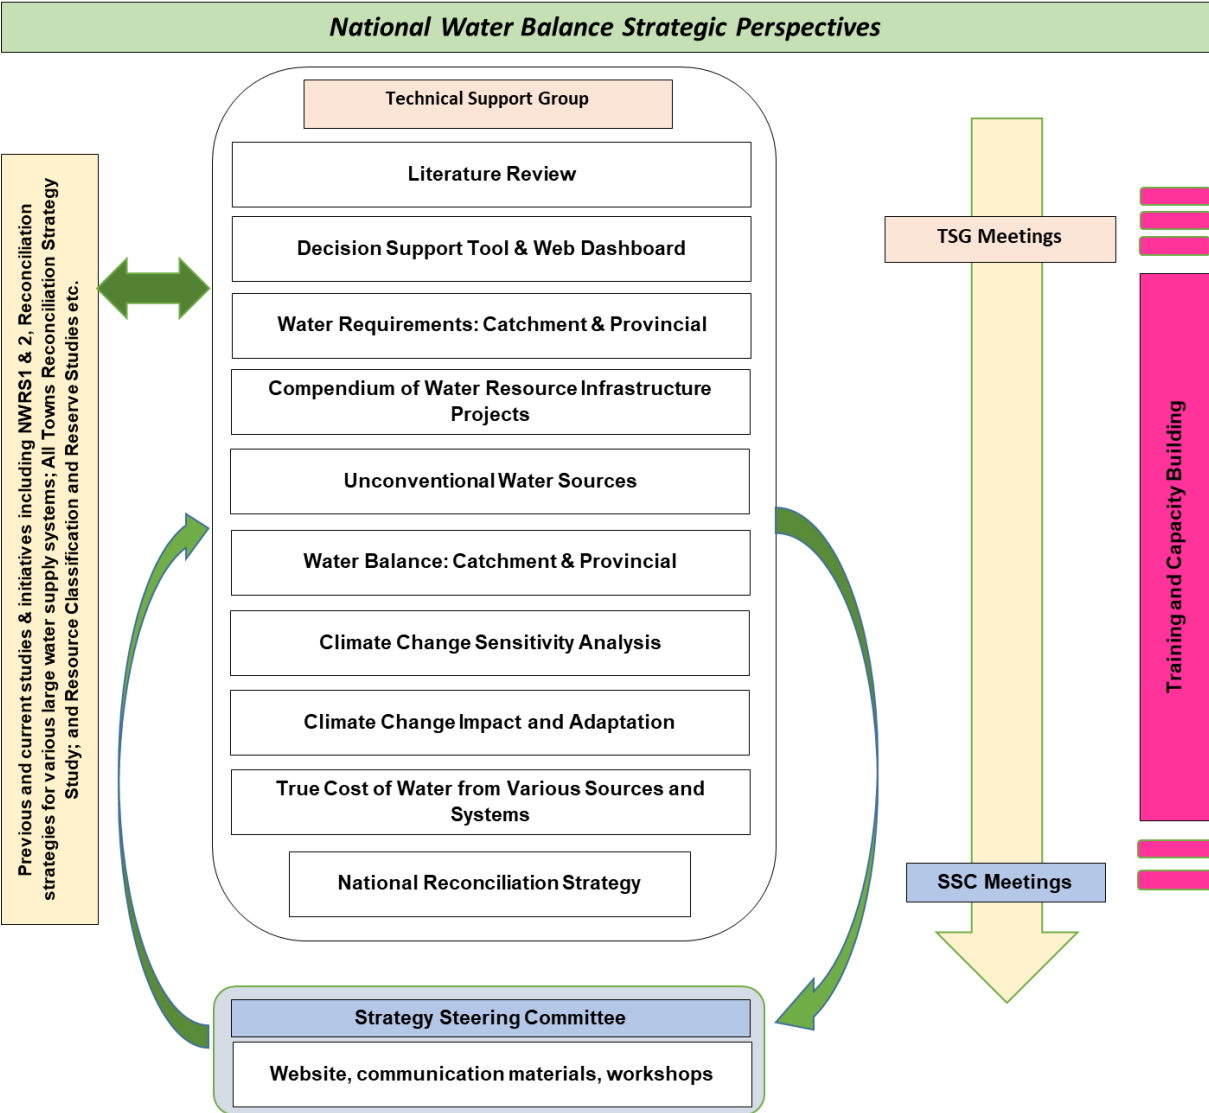 National Water Balance Strategic Perspectives
Previous and current studies & initiatives including NWRS1 & 2, Reconciliation
strategies for various large water supply systems; All Towns Reconciliation Strategy
Study; and Resource Classification and Reserve Studies etc.
Technical Support Group
Literature Review
Decision Support Tool & Web Dashboard
Water Requirements: Catchment & Provincial
Compendium of Water Resource Infrastructure
Projects
Unconventional Water Sources
Water Balance: Catchment & Provincial
Climate Change Sensitivity Analysis
Climate Change Impact and Adaptation
True Cost of Water from Various Sources and
Systems
National Reconciliation Strategy
Strategy Steering Committee
Website, communication materials, workshops
TSG Meetings
SSC Meetings
Training and Capacity Building